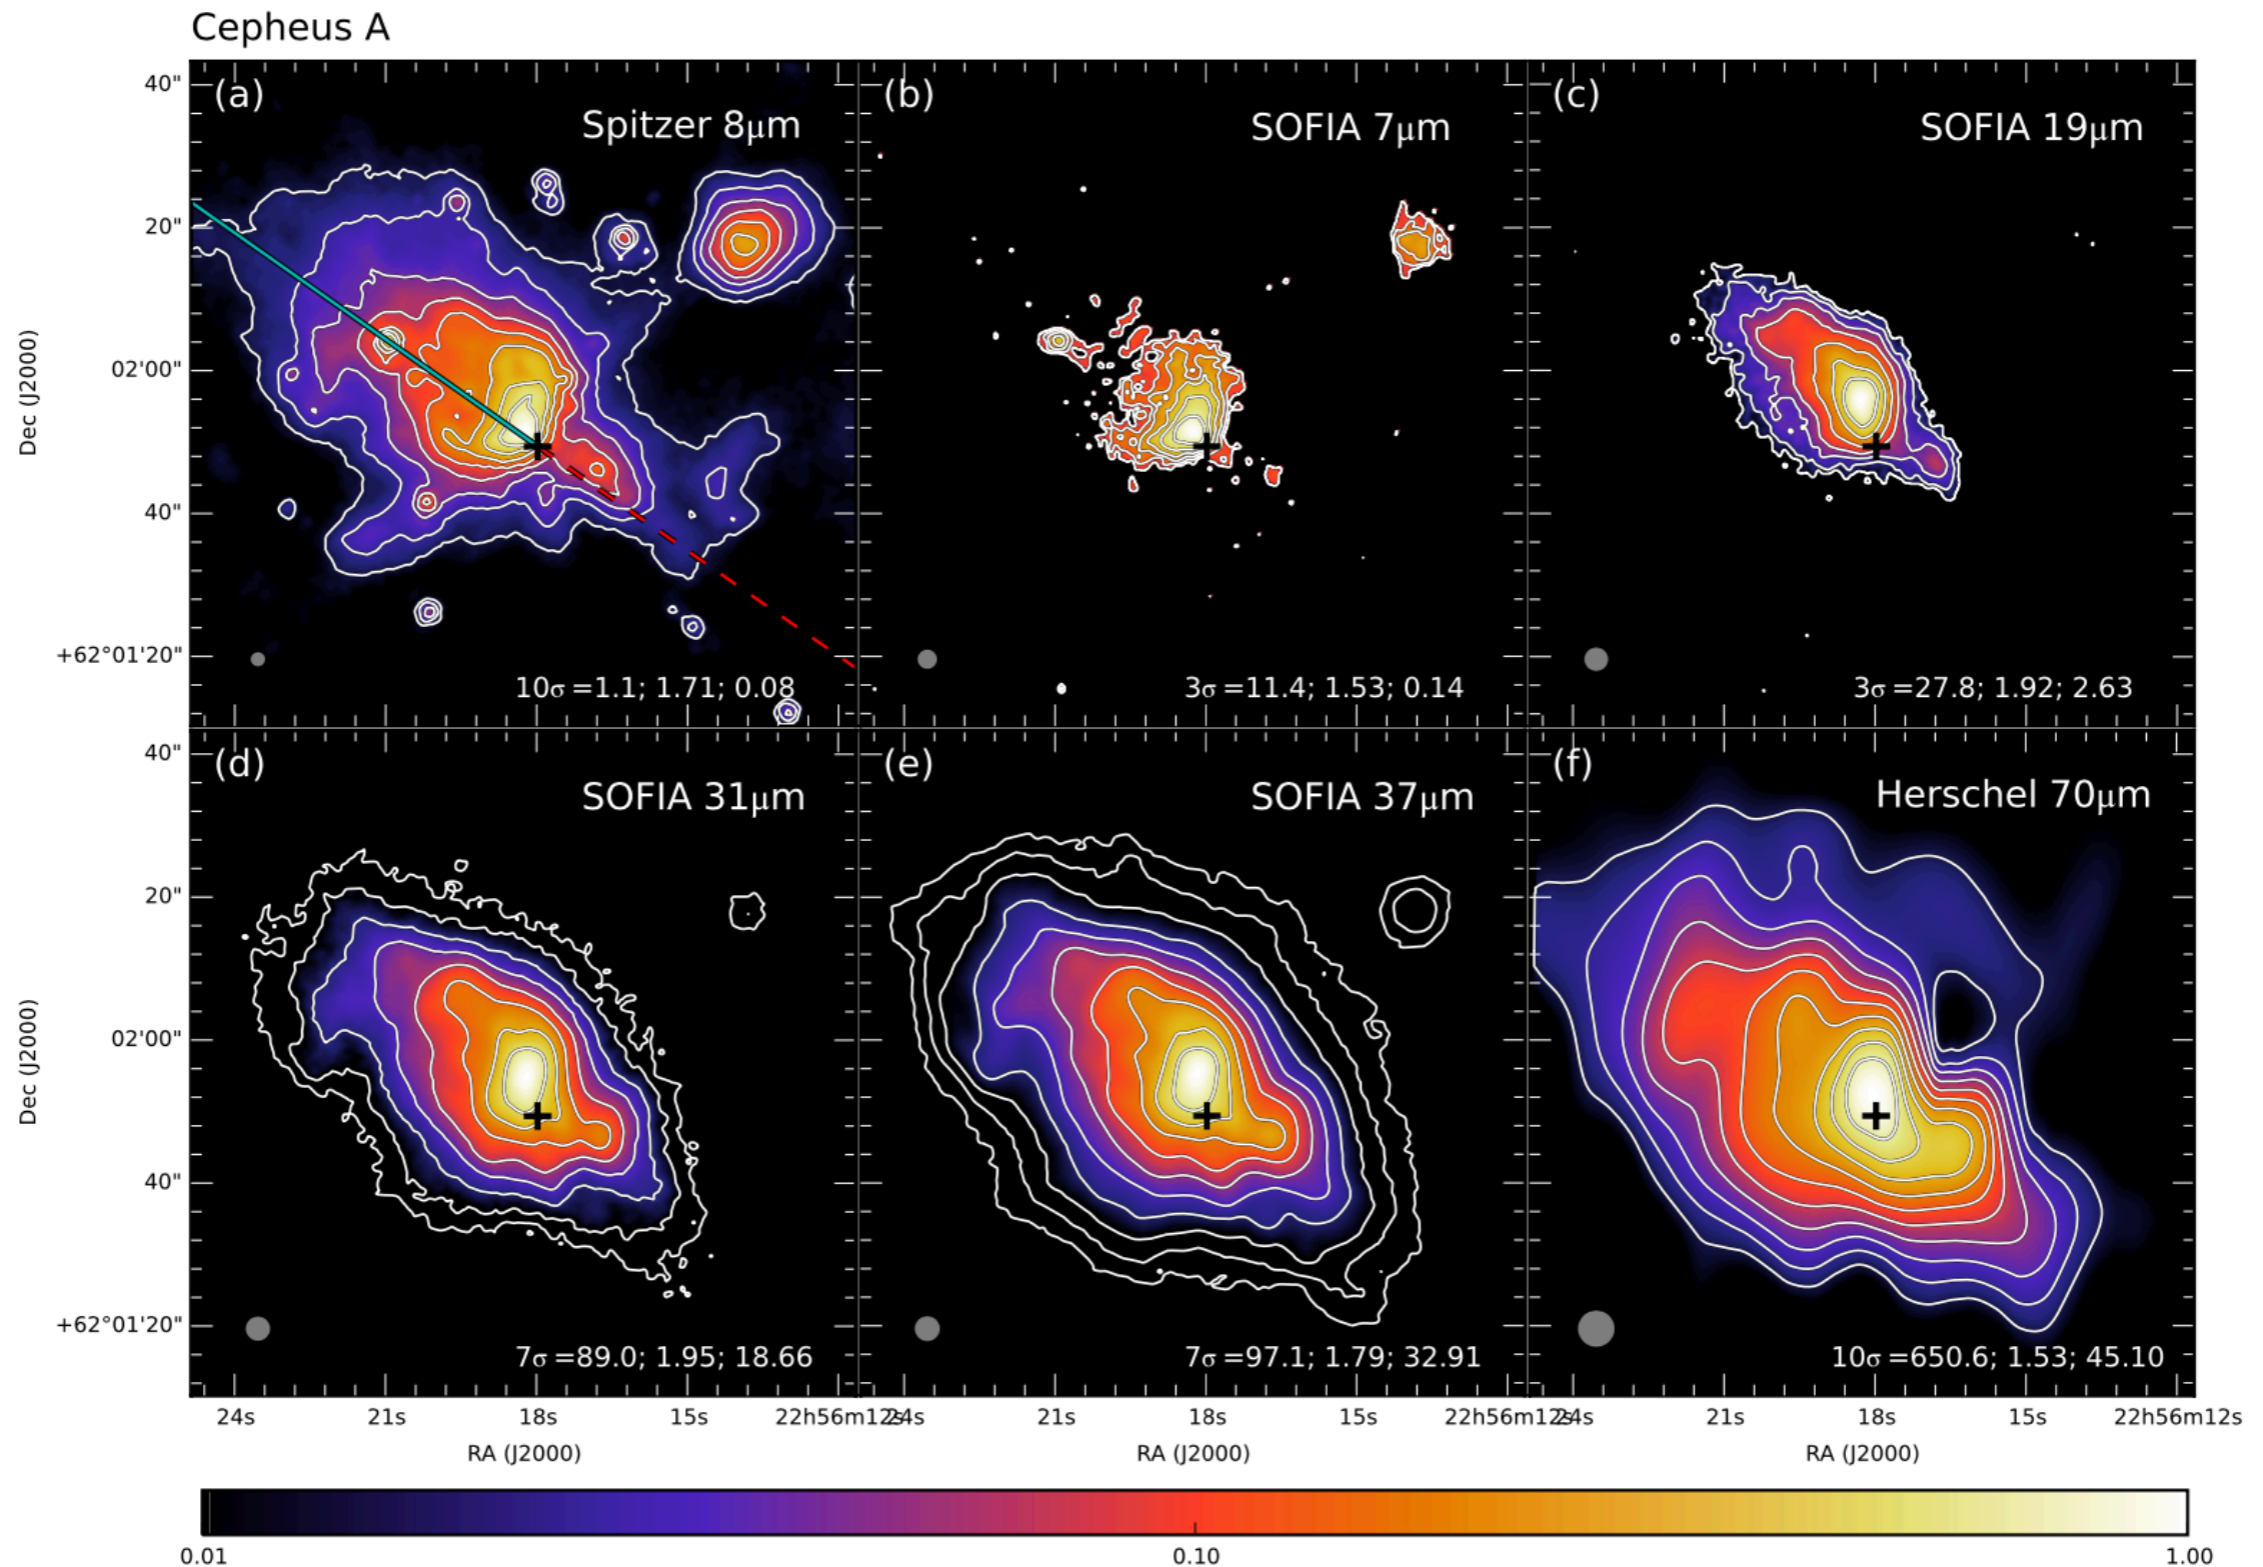 Cepheus A
(a)
Spitzer 8μm
40"
20"
02'00"
40"
+62°01'20"
Dec (J2000)
10σ =1.1; 1.71; 0.08
(b)
SOFIA 7μm
3σ =11.4; 1.53; 0.14
(c)
SOFIA 19μm
3σ =27.8; 1.92; 2.63
(d)
SOFIA 31μm
40"
20"
02'00"
40"
+62°01'20"
Dec (J2000)
7σ =89.0; 1.95; 18.66
(e)
SOFIA 37μm
7σ =97.1; 1.79; 32.91
(f)
Herschel 70μm
10σ =650.6; 1.53; 45.10
24s 21s 18s 15s 22h56m12s
24s 21s 18s 15s 22h56m12s
24s 21s 18s 15s 22h56m12s
RA (J2000) RA (J2000) RA (J2000)
0.01 0.10 1.00